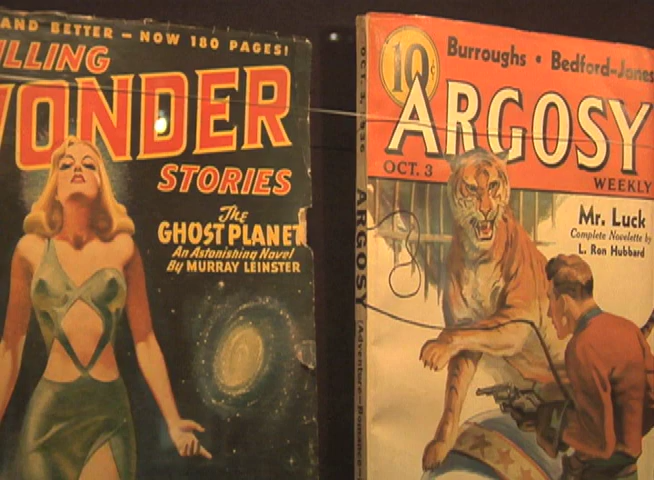 AND BETTER – NOW 180 PAGES!
ILLING
WONDER
STORIES
The
GHOST PLANET
An Astonishing Novel
By MURRAY LEINSTER
ARGOSY
10¢
Burroughs • Bedford-Jones
ARGOSY
OCT. 3
WEEKLY
Mr. Luck
Complete Novelette by
L. Ron Hubbard